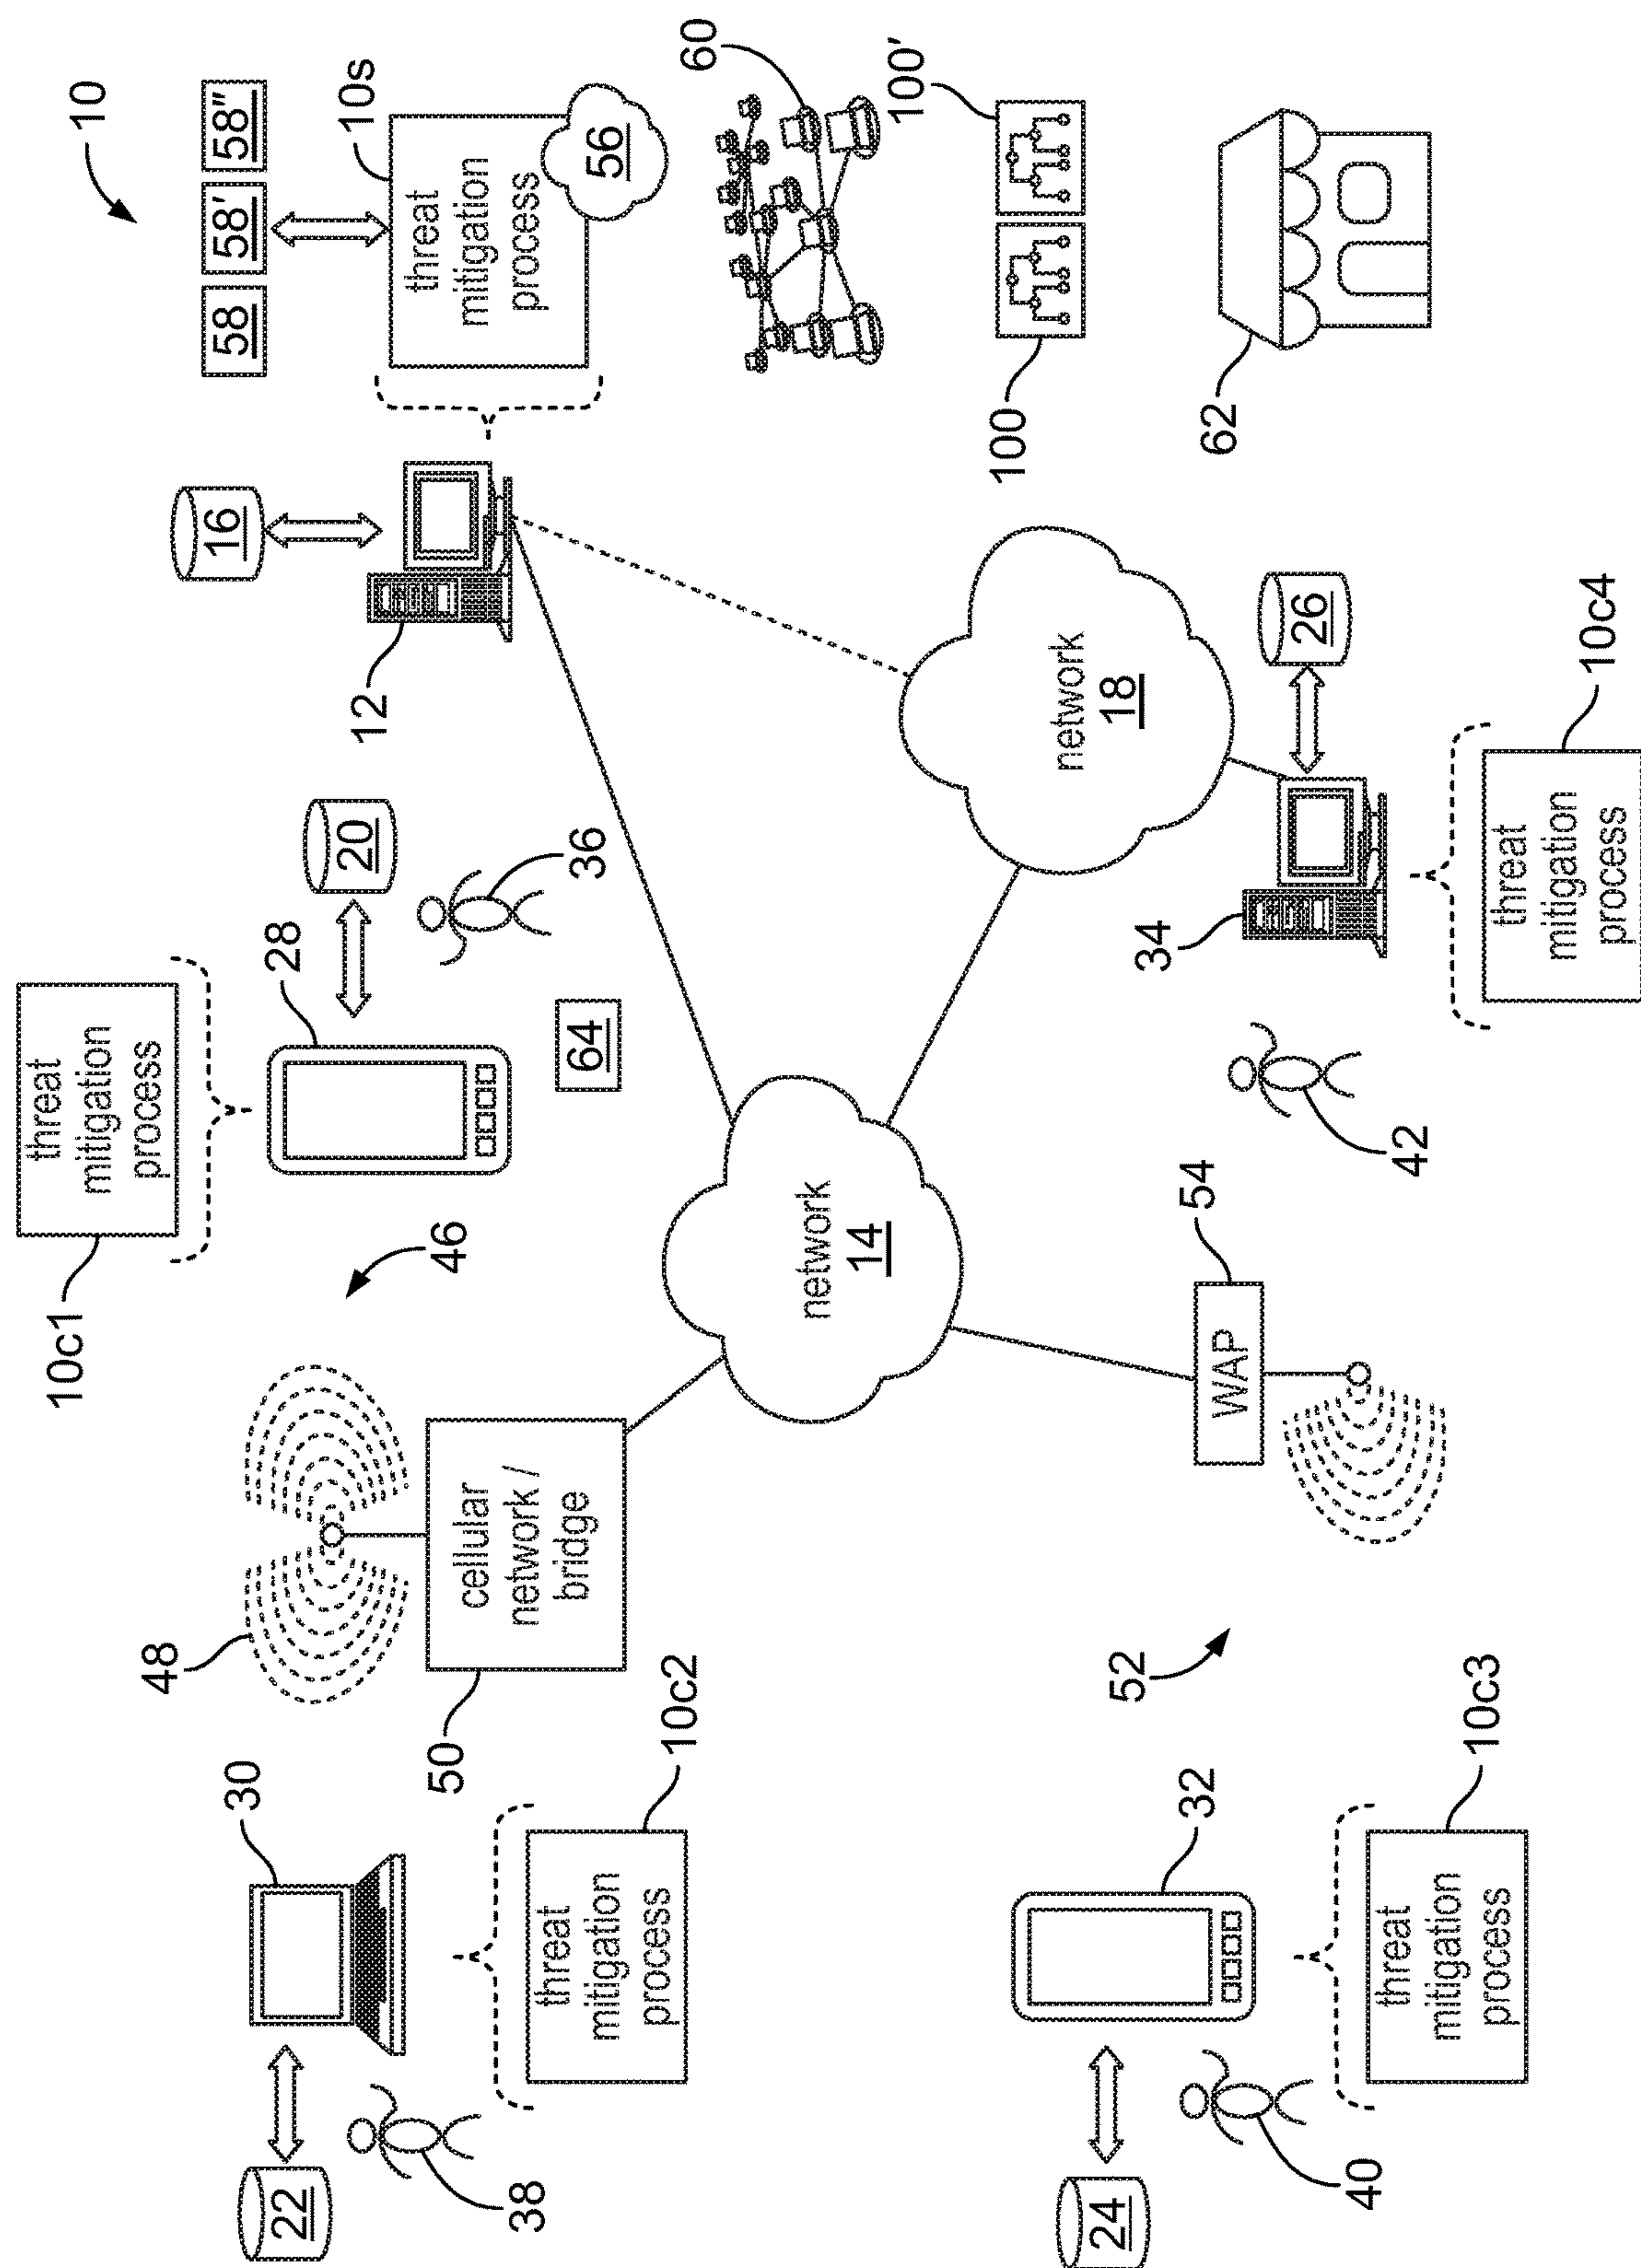 10
58
58'
58"
10s
threat
mitigation
process
56
16
12
60
100
100'
62
10c1
threat
mitigation
process
28
20
36
64
46
48
cellular
network /
bridge
50
network
14
network
18
26
34
42
threat
mitigation
process
10c4
WAP
54
52
30
22
38
threat
mitigation
process
10c2
32
24
40
threat
mitigation
process
10c3